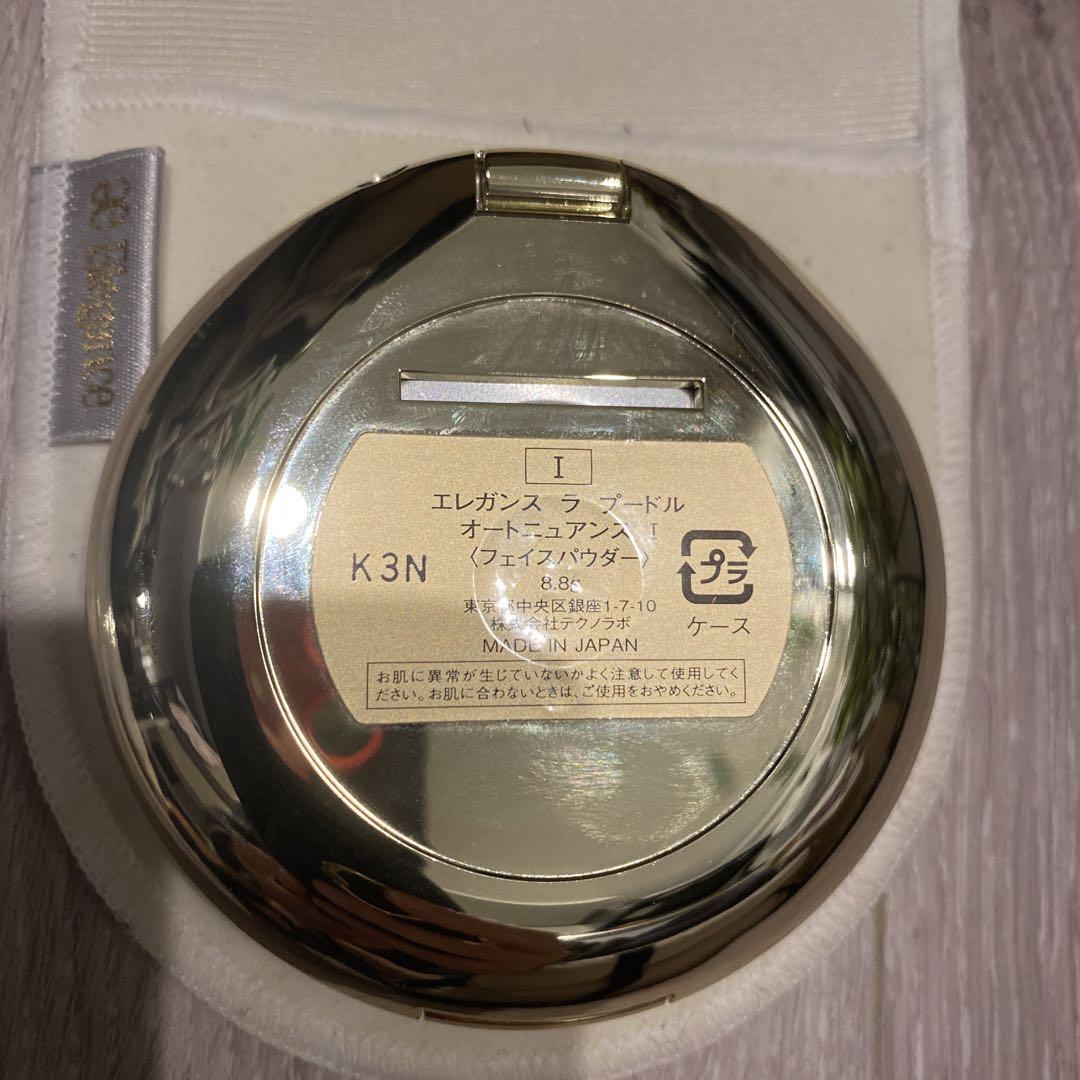 Elégance
I
エレガンス ラ プードル
オートニュアンス I
〈フェイスパウダー〉
K3N
8.8g
プラ
東京都中央区銀座1-7-10
株式会社テクノラボ
ケース
MADE IN JAPAN
お肌に異常が生じていないかよく注意して使用してく
ださい。お肌に合わないときは、ご使用をおやめください。